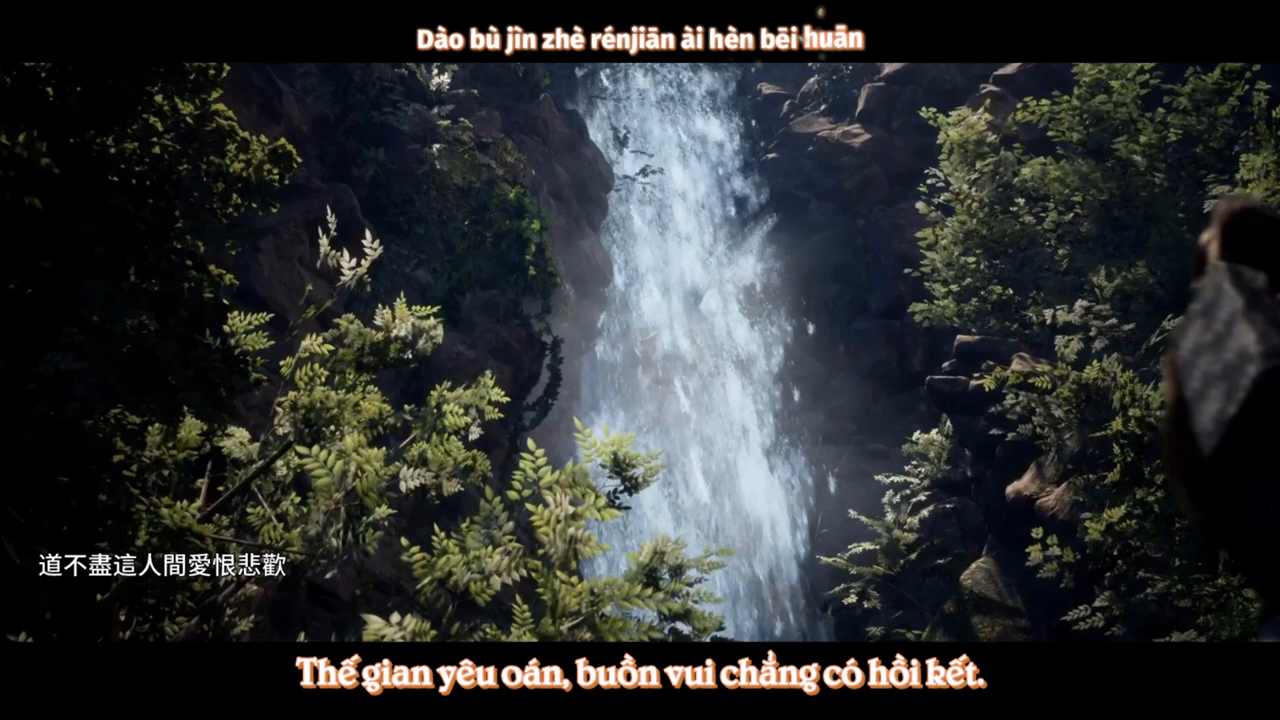 Dào bù jìn zhè rénjiān ài hèn bēi huān
道不盡這人間愛恨悲歡
Thế gian yêu oán, buồn vui chẳng có hồi kết.